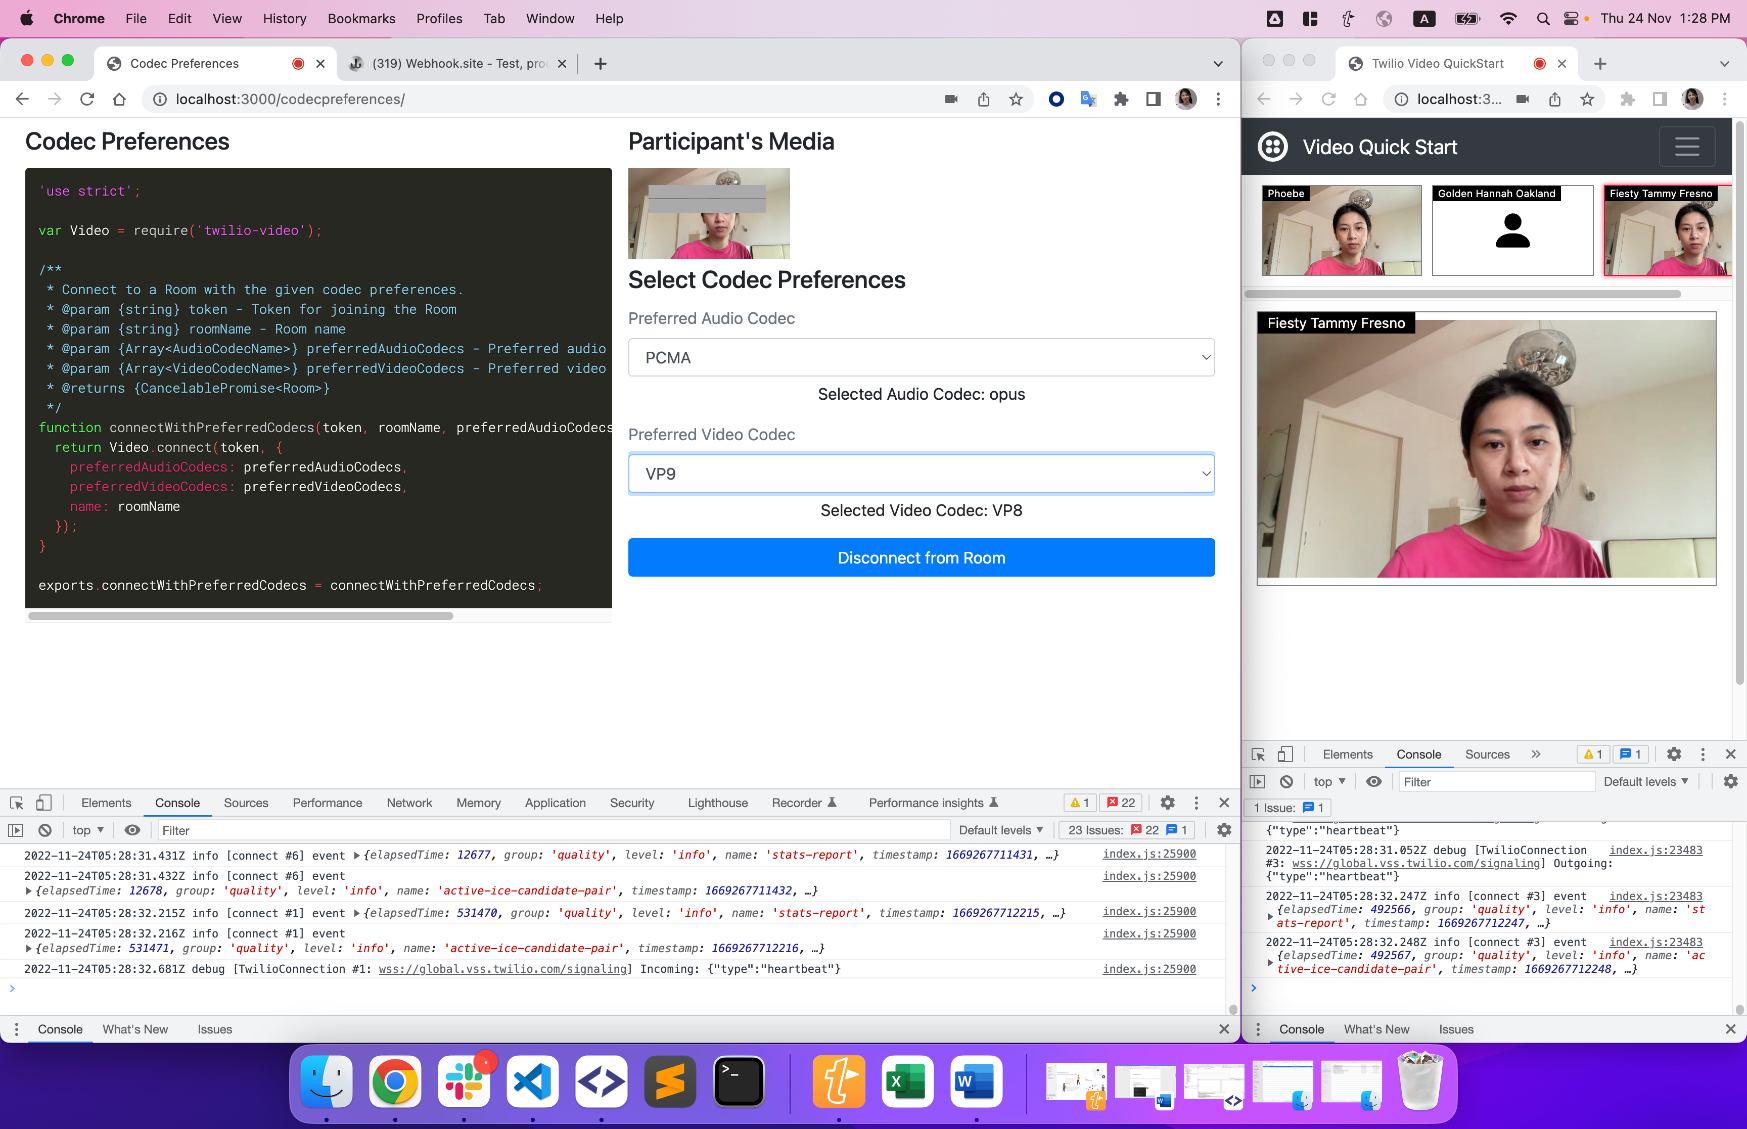 Chrome File Edit View History Bookmarks Profiles Tab Window Help
A
Thu 24 Nov 1:28 PM
Codec Preferences
(319) Webhook.site - Test, pro
localhost:3000/codecpreferences/
Codec Preferences
'use strict';
var Video = require('twilio-video');
/**
* Connect to a Room with the given codec preferences.
* @param {string} token - Token for joining the Room
* @param {string} roomName - Room name
* @param {Array<AudioCodecName>} preferredAudioCodecs - Preferred audio
* @param {Array<VideoCodecName>} preferredVideoCodecs - Preferred video
* @returns {CancelablePromise<Room>}
*/
function connectWithPreferredCodecs(token, roomName, preferredAudioCodecs
return Video.connect(token, {
preferredAudioCodecs: preferredAudioCodecs,
preferredVideoCodecs: preferredVideoCodecs,
name: roomName
});
}
exports.connectWithPreferredCodecs = connectWithPreferredCodecs;
Participant's Media
Select Codec Preferences
Preferred Audio Codec
PCMA
Selected Audio Codec: opus
Preferred Video Codec
VP9
Selected Video Codec: VP8
Disconnect from Room
Elements Console Sources Performance Network Memory Application Security Lighthouse Recorder Performance insights 1 22
top Filter Default levels 23 Issues: 22 1
2022-11-24T05:28:31.431Z info [connect #6] event {elapsedTime: 12677, group: 'quality', level: 'info', name: 'stats-report', timestamp: 1669267711431, …} index.js:25900
2022-11-24T05:28:31.432Z info [connect #6] event index.js:25900
{elapsedTime: 12678, group: 'quality', level: 'info', name: 'active-ice-candidate-pair', timestamp: 1669267711432, …}
2022-11-24T05:28:32.215Z info [connect #1] event {elapsedTime: 531470, group: 'quality', level: 'info', name: 'stats-report', timestamp: 1669267712215, …} index.js:25900
2022-11-24T05:28:32.216Z info [connect #1] event index.js:25900
{elapsedTime: 531471, group: 'quality', level: 'info', name: 'active-ice-candidate-pair', timestamp: 1669267712216, …}
2022-11-24T05:28:32.681Z debug [TwilioConnection #1: wss://global.vss.twilio.com/signaling] Incoming: {"type":"heartbeat"} index.js:25900
Console What's New Issues
Twilio Video QuickStart
localhost:3...
Video Quick Start
Phoebe
Golden Hannah Oakland
Fiesty Tammy Fresno
Fiesty Tammy Fresno
Elements Console Sources 1 1
top Filter Default levels
1 Issue: 1
{"type":"heartbeat"}
2022-11-24T05:28:31.052Z debug [TwilioConnection index.js:23483
#3: wss://global.vss.twilio.com/signaling] Outgoing:
{"type":"heartbeat"}
2022-11-24T05:28:32.247Z info [connect #3] event index.js:23483
{elapsedTime: 492566, group: 'quality', level: 'info', name: 'st
ats-report', timestamp: 1669267712247, …}
2022-11-24T05:28:32.248Z info [connect #3] event index.js:23483
{elapsedTime: 492567, group: 'quality', level: 'info', name: 'ac
tive-ice-candidate-pair', timestamp: 1669267712248, …}
Console What's New Issues